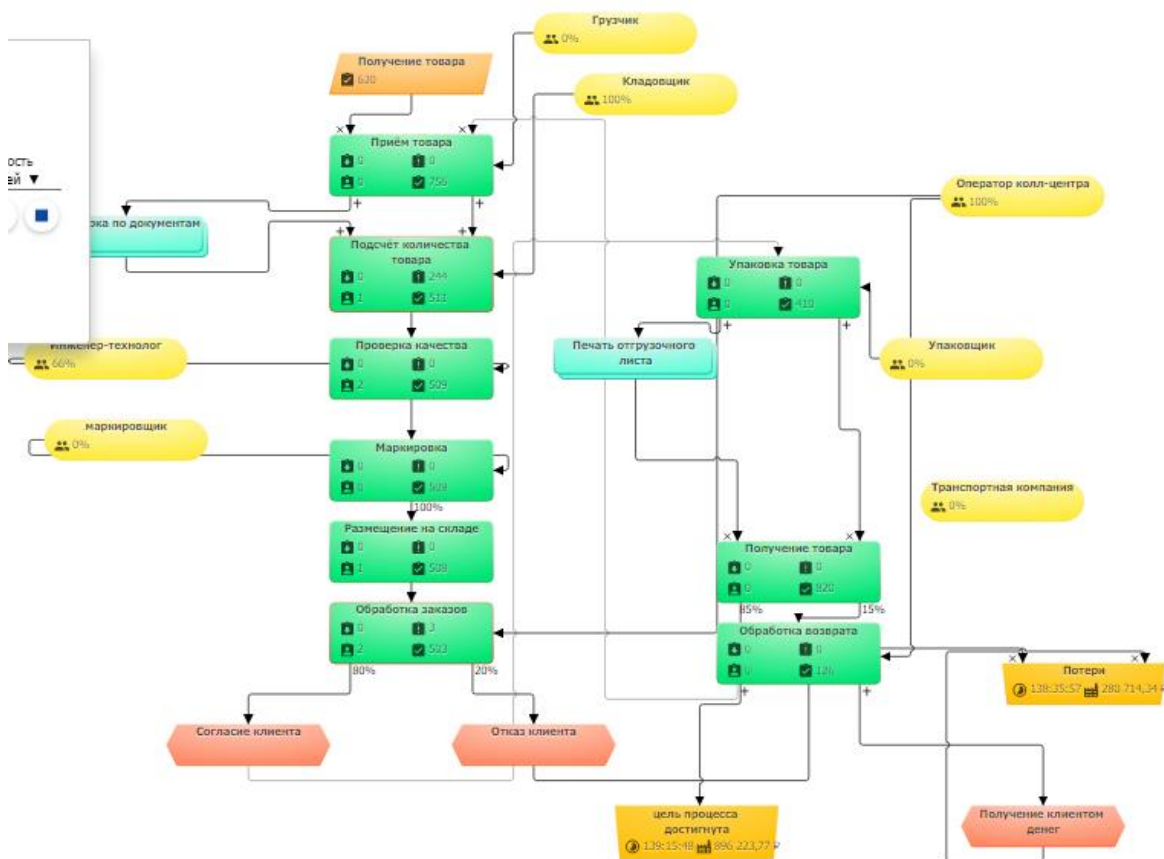 Грузчик
0%
Получение товара
620
Кладовщик
100%
× ×
Приём товара
0 0
0 756
+ +
ость
ей ▼
Оператор колл-центра
100%
рка по документам
+ +
Подсчёт количества
товара
0 244
1 511
Упаковка товара
0 0
0 410
+ +
Инженер-технолог
66%
Проверка качества
0 0
2 509
Печать отгрузочного
листа
Упаковщик
0%
маркировщик
0%
Маркировка
0 0
0 509
100%
Транспортная компания
0%
Размещение на складе
0 0
1 508
× ×
Получение товара
0 0
0 820
85% 15%
Обработка заказов
0 3
2 503
80% 20%
Обработка возврата
0 0
0 126
+ +
× ×
Потери
138:35:57 280 714,34 ₽
Согласие клиента
Отказ клиента
цель процесса
достигнута
139:15:48 896 223,77 ₽
Получение клиентом
денег